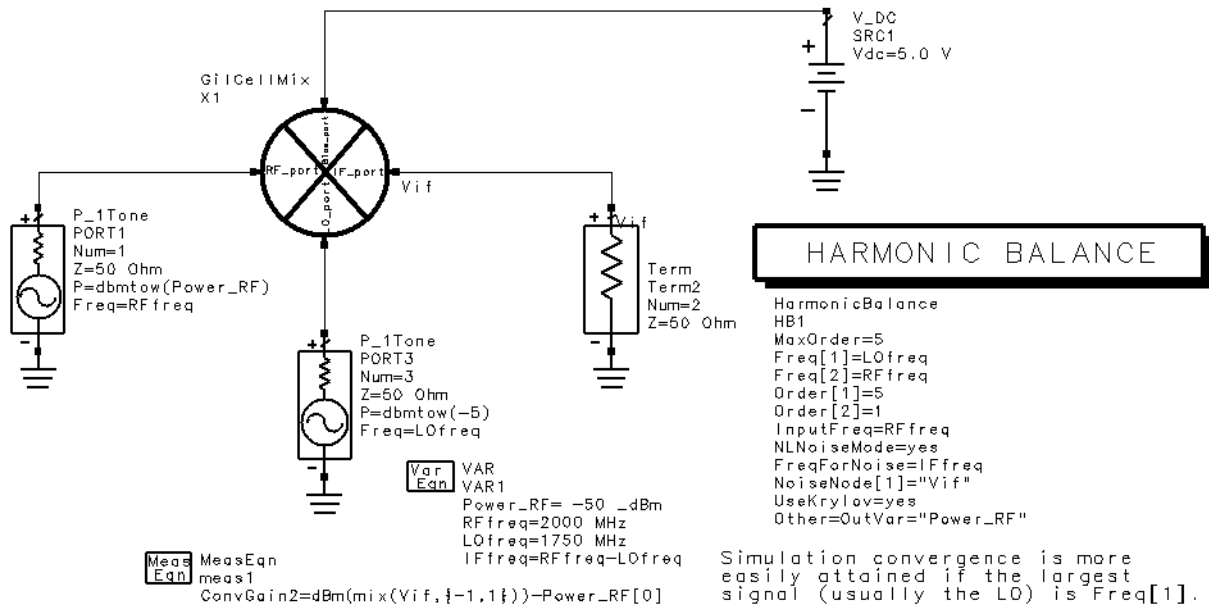 V_DC
SRC1
Vdc=5.0 V
+
-
GilCellMix
X1
Bias_port
RF_port
IF_port
LO_port
Vif
+
P_1Tone
PORT1
Num=1
Z=50 Ohm
P=dbmtow(Power_RF)
Freq=RFfreq
-
+
Vif
Term
Term2
Num=2
Z=50 Ohm
-
+
P_1Tone
PORT3
Num=3
Z=50 Ohm
P=dbmtow(-5)
Freq=LOfreq
-
HARMONIC BALANCE
HarmonicBalance
HB1
MaxOrder=5
Freq[1]=LOfreq
Freq[2]=RFfreq
Order[1]=5
Order[2]=1
InputFreq=RFfreq
NLNoiseMode=yes
FreqForNoise=IFfreq
NoiseNode[1]="Vif"
UseKrylov=yes
Other=OutVar="Power_RF"
Var
Eqn
VAR
VAR1
Power_RF= -50 _dBm
RFfreq=2000 MHz
LOfreq=1750 MHz
IFfreq=RFfreq-LOfreq
Meas
Eqn
MeasEqn
meas1
ConvGain2=dBm(mix(Vif,{-1,1}))-Power_RF[0]
Simulation convergence is more
easily attained if the largest
signal (usually the LO) is Freq[1].